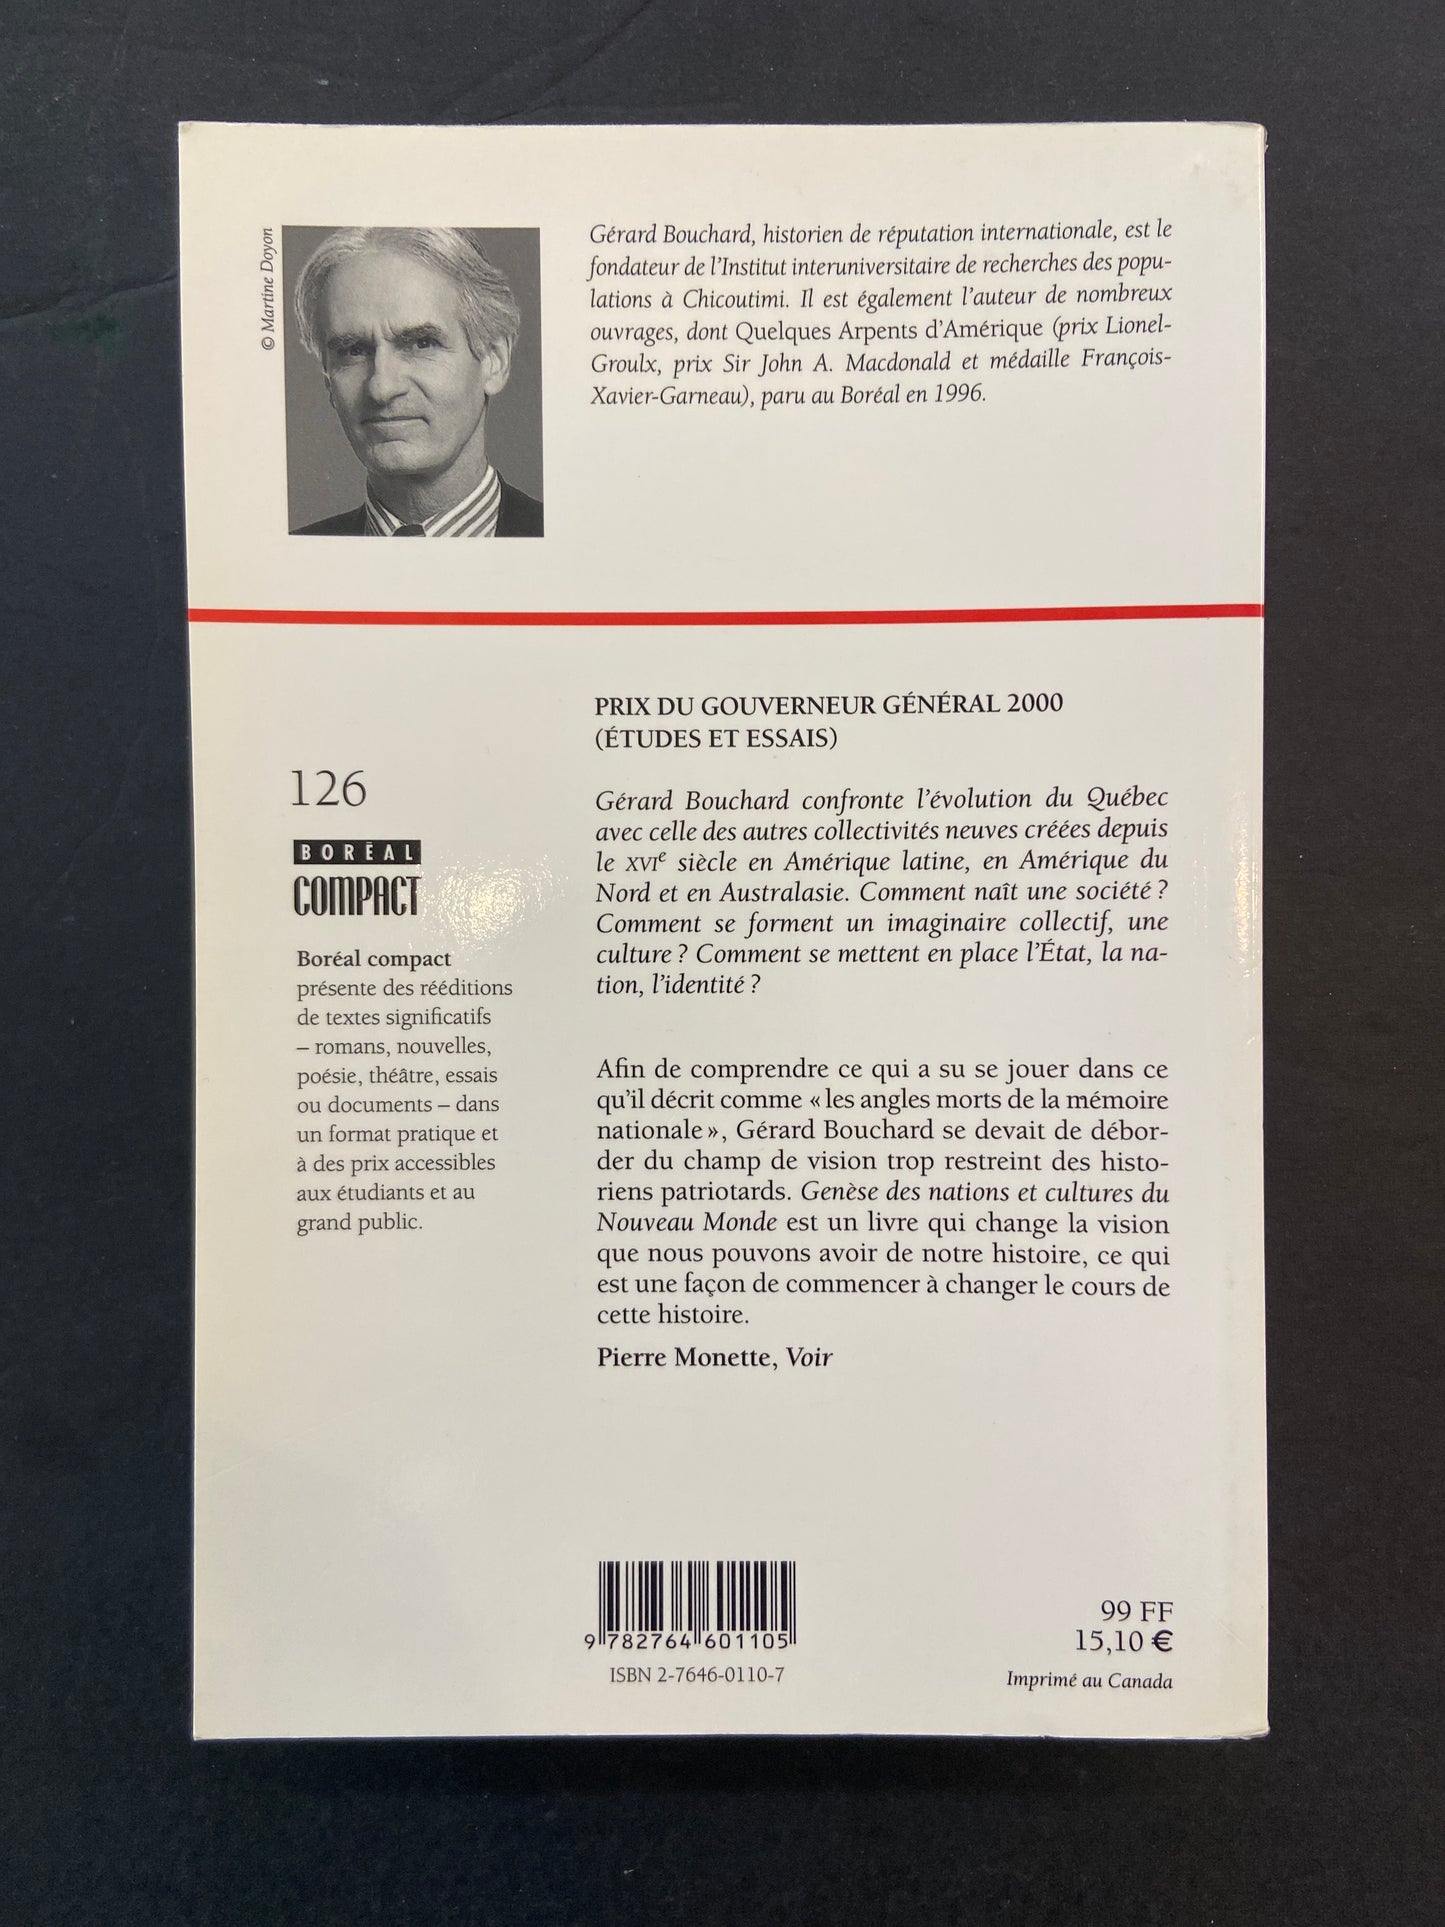 © Martine Doyon
Gérard Bouchard, historien de réputation internationale, est le
fondateur de l'Institut interuniversitaire de recherches des popu-
lations à Chicoutimi. Il est également l'auteur de nombreux
ouvrages, dont Quelques Arpents d'Amérique (prix Lionel-
Groulx, prix Sir John A. Macdonald et médaille François-
Xavier-Garneau), paru au Boréal en 1996.
126
BORÉAL
COMPACT
Boréal compact
présente des rééditions
de textes significatifs
– romans, nouvelles,
poésie, théâtre, essais
ou documents – dans
un format pratique et
à des prix accessibles
aux étudiants et au
grand public.
PRIX DU GOUVERNEUR GÉNÉRAL 2000
(ÉTUDES ET ESSAIS)
Gérard Bouchard confronte l'évolution du Québec
avec celle des autres collectivités neuves créées depuis
le XVIe siècle en Amérique latine, en Amérique du
Nord et en Australasie. Comment naît une société ?
Comment se forment un imaginaire collectif, une
culture ? Comment se mettent en place l'État, la na-
tion, l'identité ?
Afin de comprendre ce qui a su se jouer dans ce
qu'il décrit comme « les angles morts de la mémoire
nationale », Gérard Bouchard se devait de débor-
der du champ de vision trop restreint des histo-
riens patriotards. Genèse des nations et cultures du
Nouveau Monde est un livre qui change la vision
que nous pouvons avoir de notre histoire, ce qui
est une façon de commencer à changer le cours de
cette histoire.
Pierre Monette, Voir
9 782764 601105
ISBN 2-7646-0110-7
99 FF
15,10 €
Imprimé au Canada